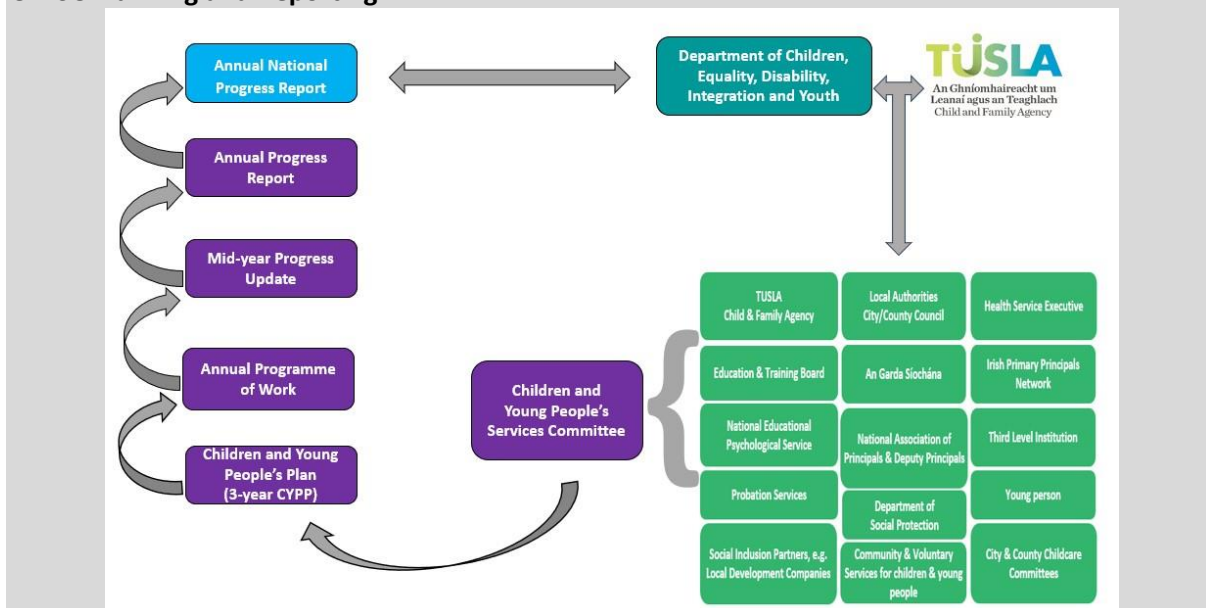 Annual National
Progress Report
Department of Children,
Equality, Disability,
Integration and Youth
TUSLA
An Ghníomhaireacht um
Leanaí agus an Teaghlach
Child and Family Agency
Annual Progress
Report
Mid-year Progress
Update
Annual Programme
of Work
Children and Young
People's Plan
(3-year CYPP)
Children and
Young People's
Services Committee
TUSLA
Child & Family Agency
Local Authorities
City/County Council
Health Service Executive
Education & Training Board
An Garda Síochána
Irish Primary Principals
Network
National Educational
Psychological Service
National Association of
Principals & Deputy Principals
Third Level Institution
Probation Services
Department of
Social Protection
Young person
Social Inclusion Partners, e.g.
Local Development Companies
Community & Voluntary
Services for children & young
people
City & County Childcare
Committees